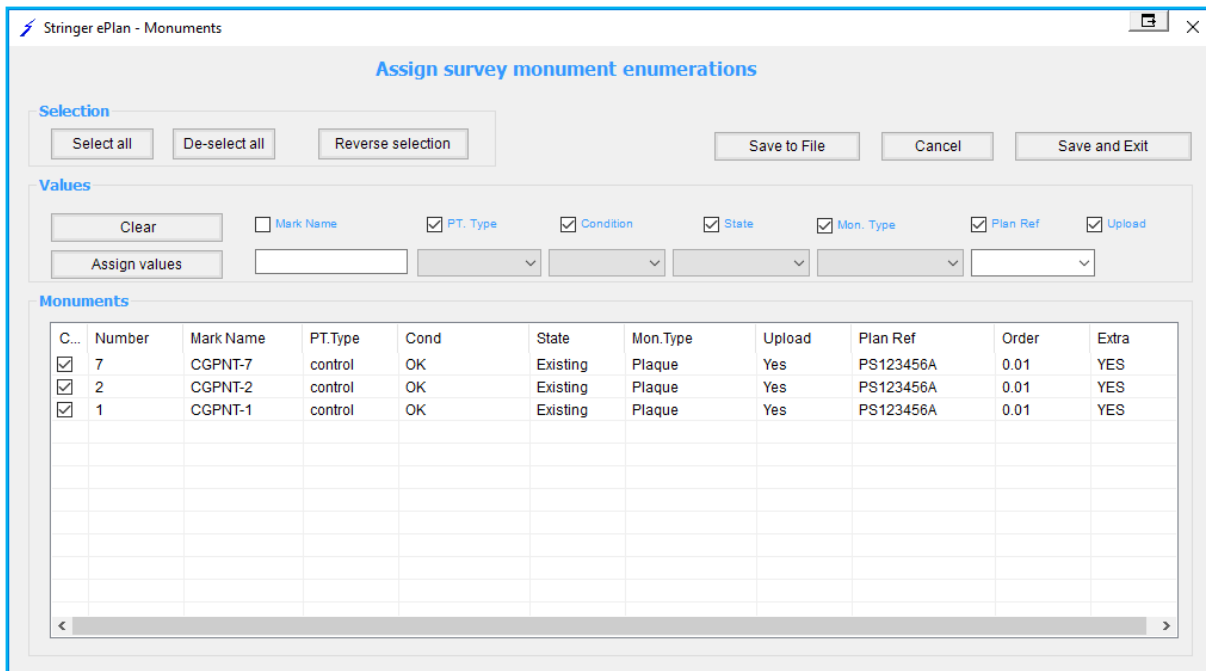 Stringer ePlan - Monuments
Assign survey monument enumerations
Selection
Select all De-select all Reverse selection Save to File Cancel Save and Exit
Values
Clear Mark Name PT. Type Condition State Mon. Type Plan Ref Upload
Assign values
Monuments
C... Number Mark Name PT.Type Cond State Mon.Type Upload Plan Ref Order Extra
7 CGPNT-7 control OK Existing Plaque Yes PS123456A 0.01 YES
2 CGPNT-2 control OK Existing Plaque Yes PS123456A 0.01 YES
1 CGPNT-1 control OK Existing Plaque Yes PS123456A 0.01 YES